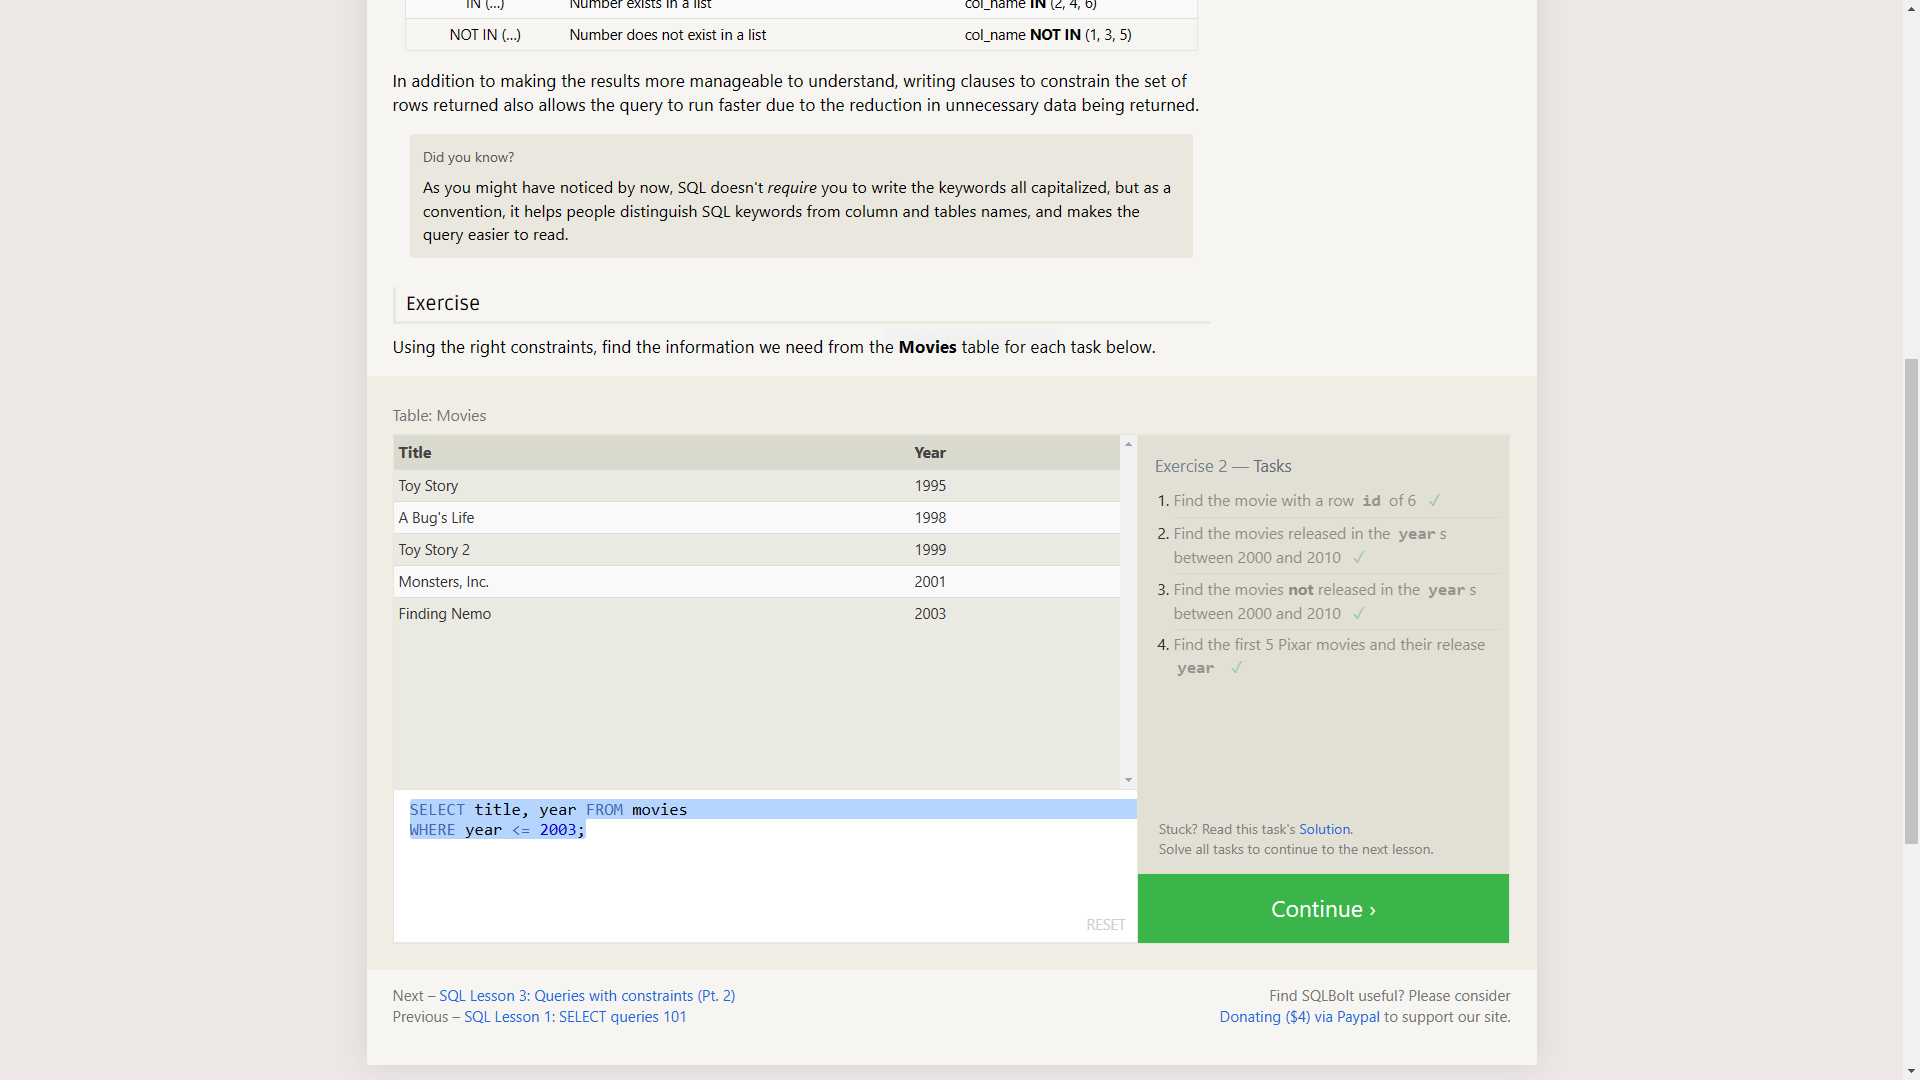 IN (...) Number exists in a list col_name IN (2, 4, 6)
NOT IN (...) Number does not exist in a list col_name NOT IN (1, 3, 5)
In addition to making the results more manageable to understand, writing clauses to constrain the set of
rows returned also allows the query to run faster due to the reduction in unnecessary data being returned.
Did you know?
As you might have noticed by now, SQL doesn't require you to write the keywords all capitalized, but as a
convention, it helps people distinguish SQL keywords from column and tables names, and makes the
query easier to read.
Exercise
Using the right constraints, find the information we need from the Movies table for each task below.
Table: Movies
Title Year
Toy Story 1995
A Bug's Life 1998
Toy Story 2 1999
Monsters, Inc. 2001
Finding Nemo 2003
SELECT title, year FROM movies
WHERE year <= 2003;
RESET
Exercise 2 — Tasks
1. Find the movie with a row id of 6 ✓
2. Find the movies released in the year s
between 2000 and 2010 ✓
3. Find the movies not released in the year s
between 2000 and 2010 ✓
4. Find the first 5 Pixar movies and their release
year ✓
Stuck? Read this task's Solution.
Solve all tasks to continue to the next lesson.
Continue ›
Next – SQL Lesson 3: Queries with constraints (Pt. 2)
Previous – SQL Lesson 1: SELECT queries 101
Find SQLBolt useful? Please consider
Donating ($4) via Paypal to support our site.